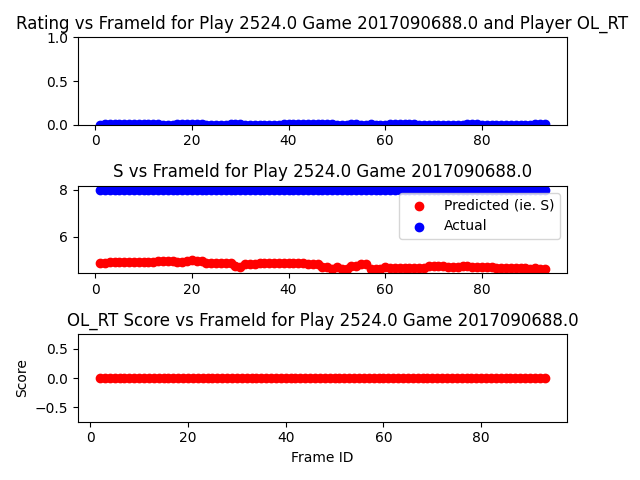 Rating vs FrameId for Play 2524.0 Game 2017090688.0 and Player OL_RT
1.0
0.5
0.0
0 20 40 60 80
S vs FrameId for Play 2524.0 Game 2017090688.0
8
6
Predicted (ie. S)
Actual
0 20 40 60 80
OL_RT Score vs FrameId for Play 2524.0 Game 2017090688.0
Score
0.5
0.0
−0.5
0 20 40 60 80
Frame ID